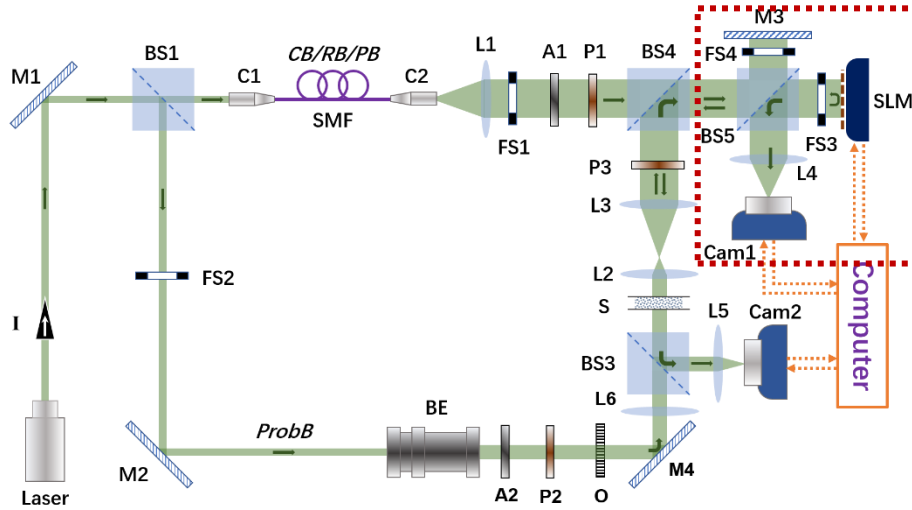 M3
BS1
CB/RB/PB
L1
A1
P1
BS4
FS4
M1
C1
C2
SLM
SMF
FS1
BS5
FS3
P3
L4
L3
Cam1
FS2
L2
I
S
L5
Cam2
Computer
BS3
BE
L6
ProbB
M2
M4
Laser
A2
P2
O